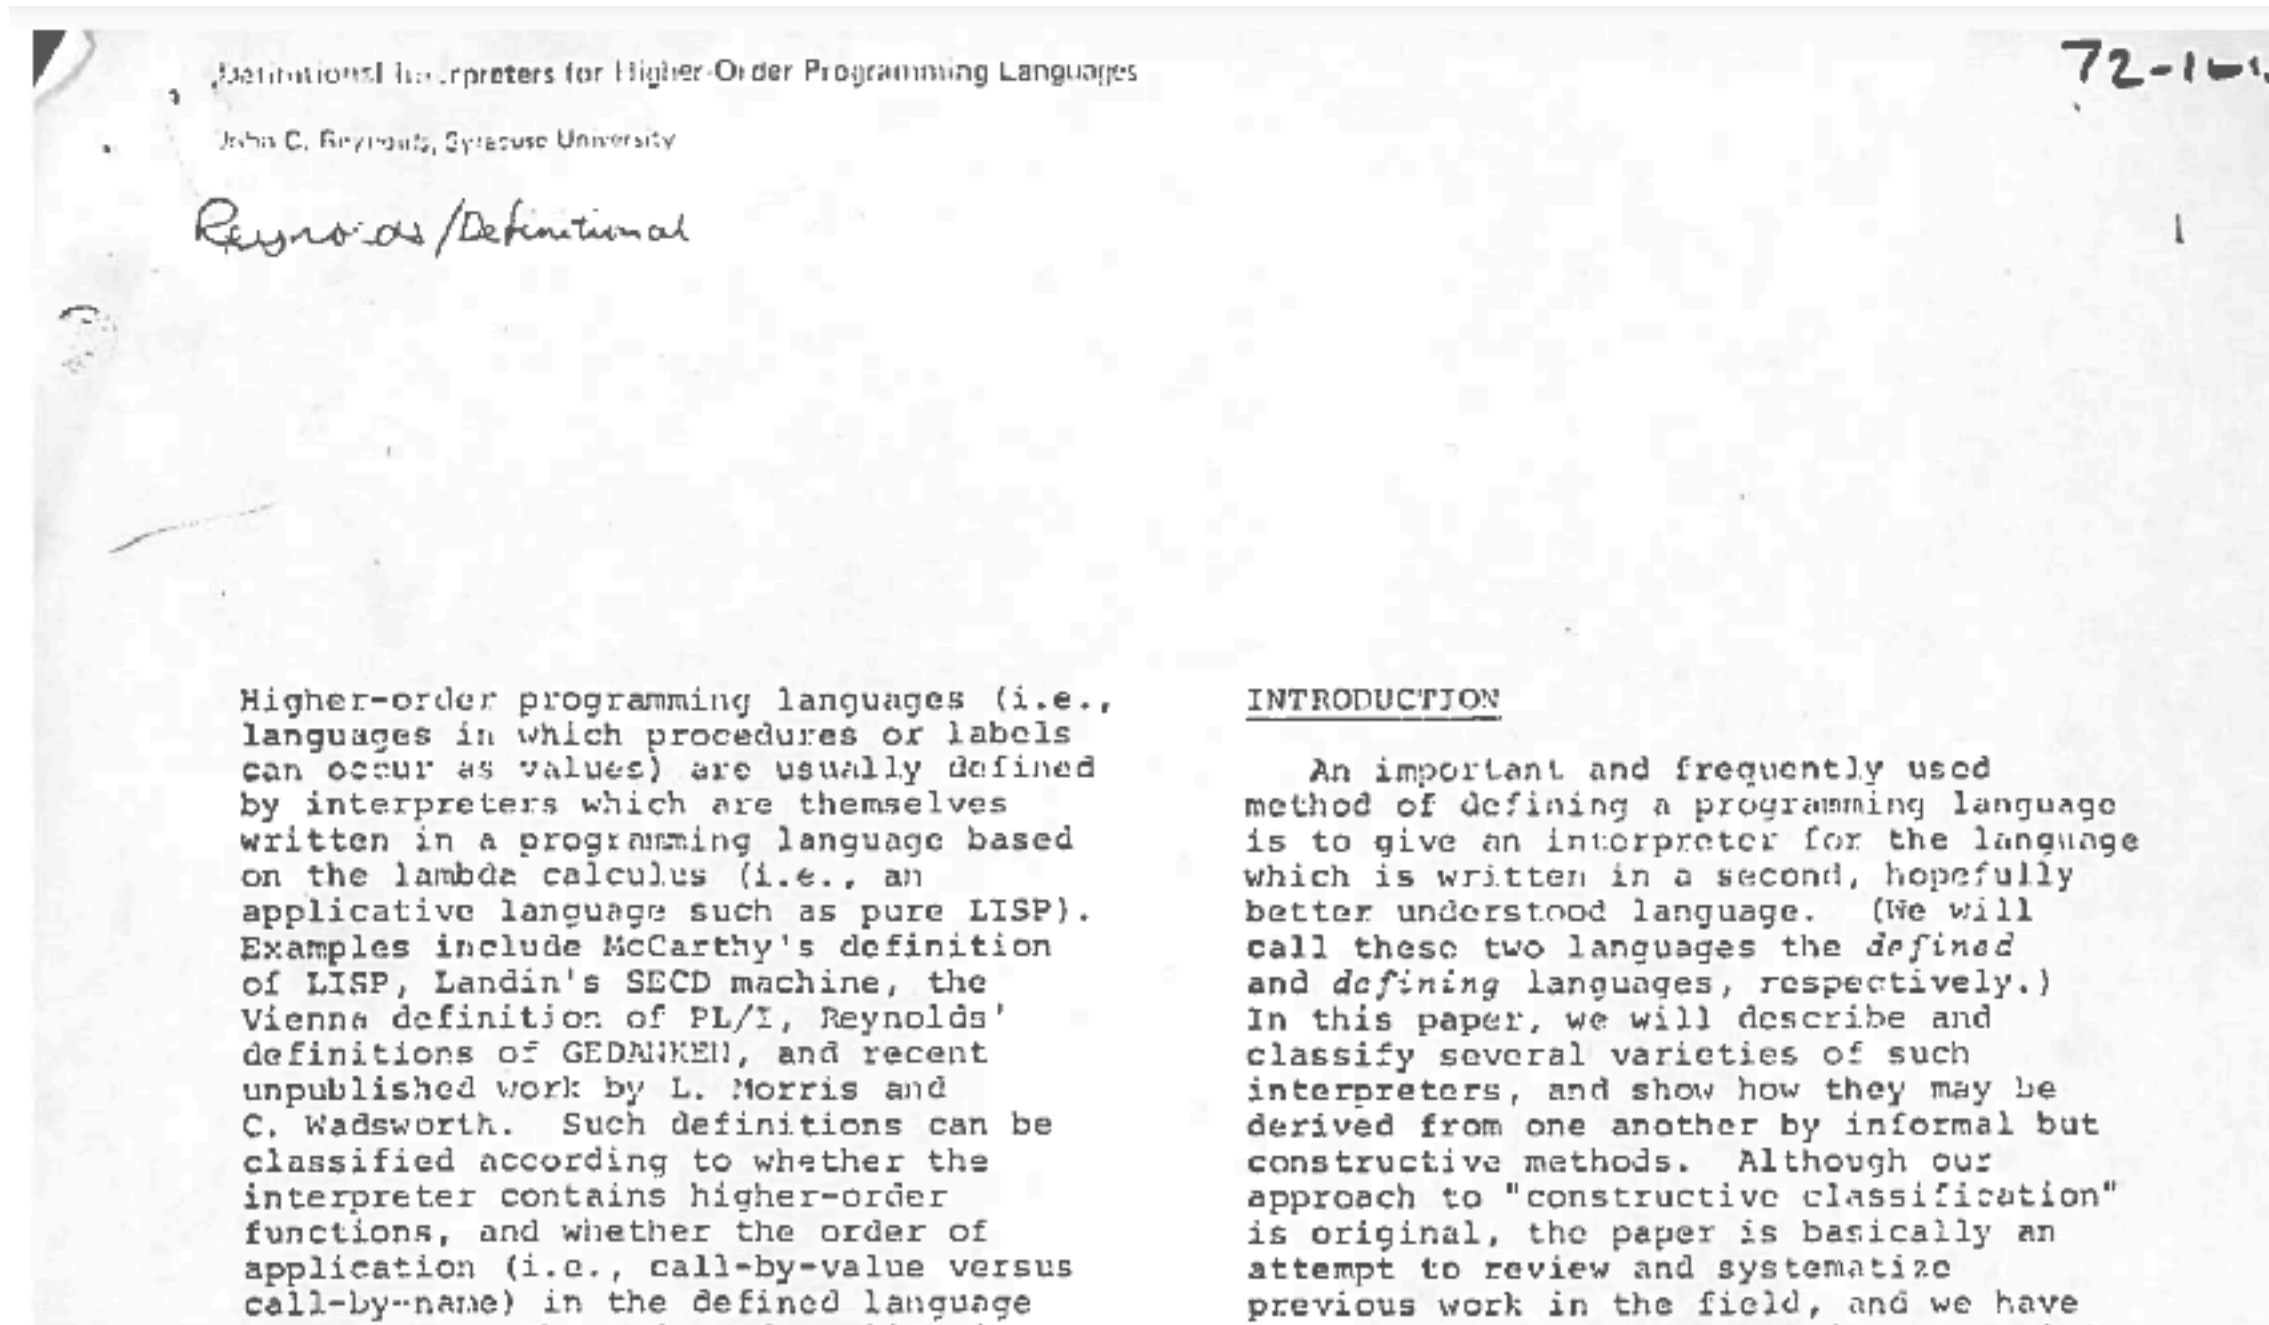 Definitional Interpreters for Higher-Order Programming Languages
John C. Reynolds, Syracuse University
Reynolds/Definitional
1
Higher-order programming languages (i.e.,
languages in which procedures or labels
can occur as values) are usually defined
by interpreters which are themselves
written in a programming language based
on the lambda calculus (i.e., an
applicative language such as pure LISP).
Examples include McCarthy's definition
of LISP, Landin's SECD machine, the
Vienna definition of PL/I, Reynolds'
definitions of GEDANKEN, and recent
unpublished work by L. Morris and
C. Wadsworth.  Such definitions can be
classified according to whether the
interpreter contains higher-order
functions, and whether the order of
application (i.e., call-by-value versus
call-by-name) in the defined language
INTRODUCTION
An important and frequently used
method of defining a programming language
is to give an interpreter for the language
which is written in a second, hopefully
better understood language.  (We will
call these two languages the defined
and defining languages, respectively.)
In this paper, we will describe and
classify several varieties of such
interpreters, and show how they may be
derived from one another by informal but
constructive methods.  Although our
approach to "constructive classification"
is original, the paper is basically an
attempt to review and systematize
previous work in the field, and we have